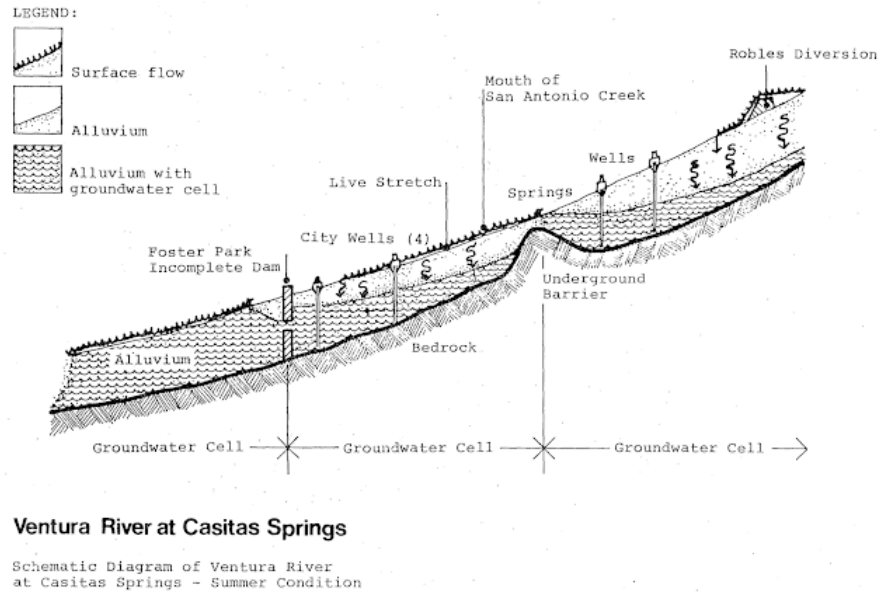 LEGEND:
Surface flow
Alluvium
Alluvium with
groundwater cell
Robles Diversion
Mouth of
San Antonio Creek
Wells
Live Stretch
Springs
City Wells (4)
Foster Park
Incomplete Dam
Underground
Barrier
Alluvium
Bedrock
Groundwater Cell
Groundwater Cell
Groundwater Cell
Ventura River at Casitas Springs
Schematic Diagram of Ventura River
at Casitas Springs - Summer Condition